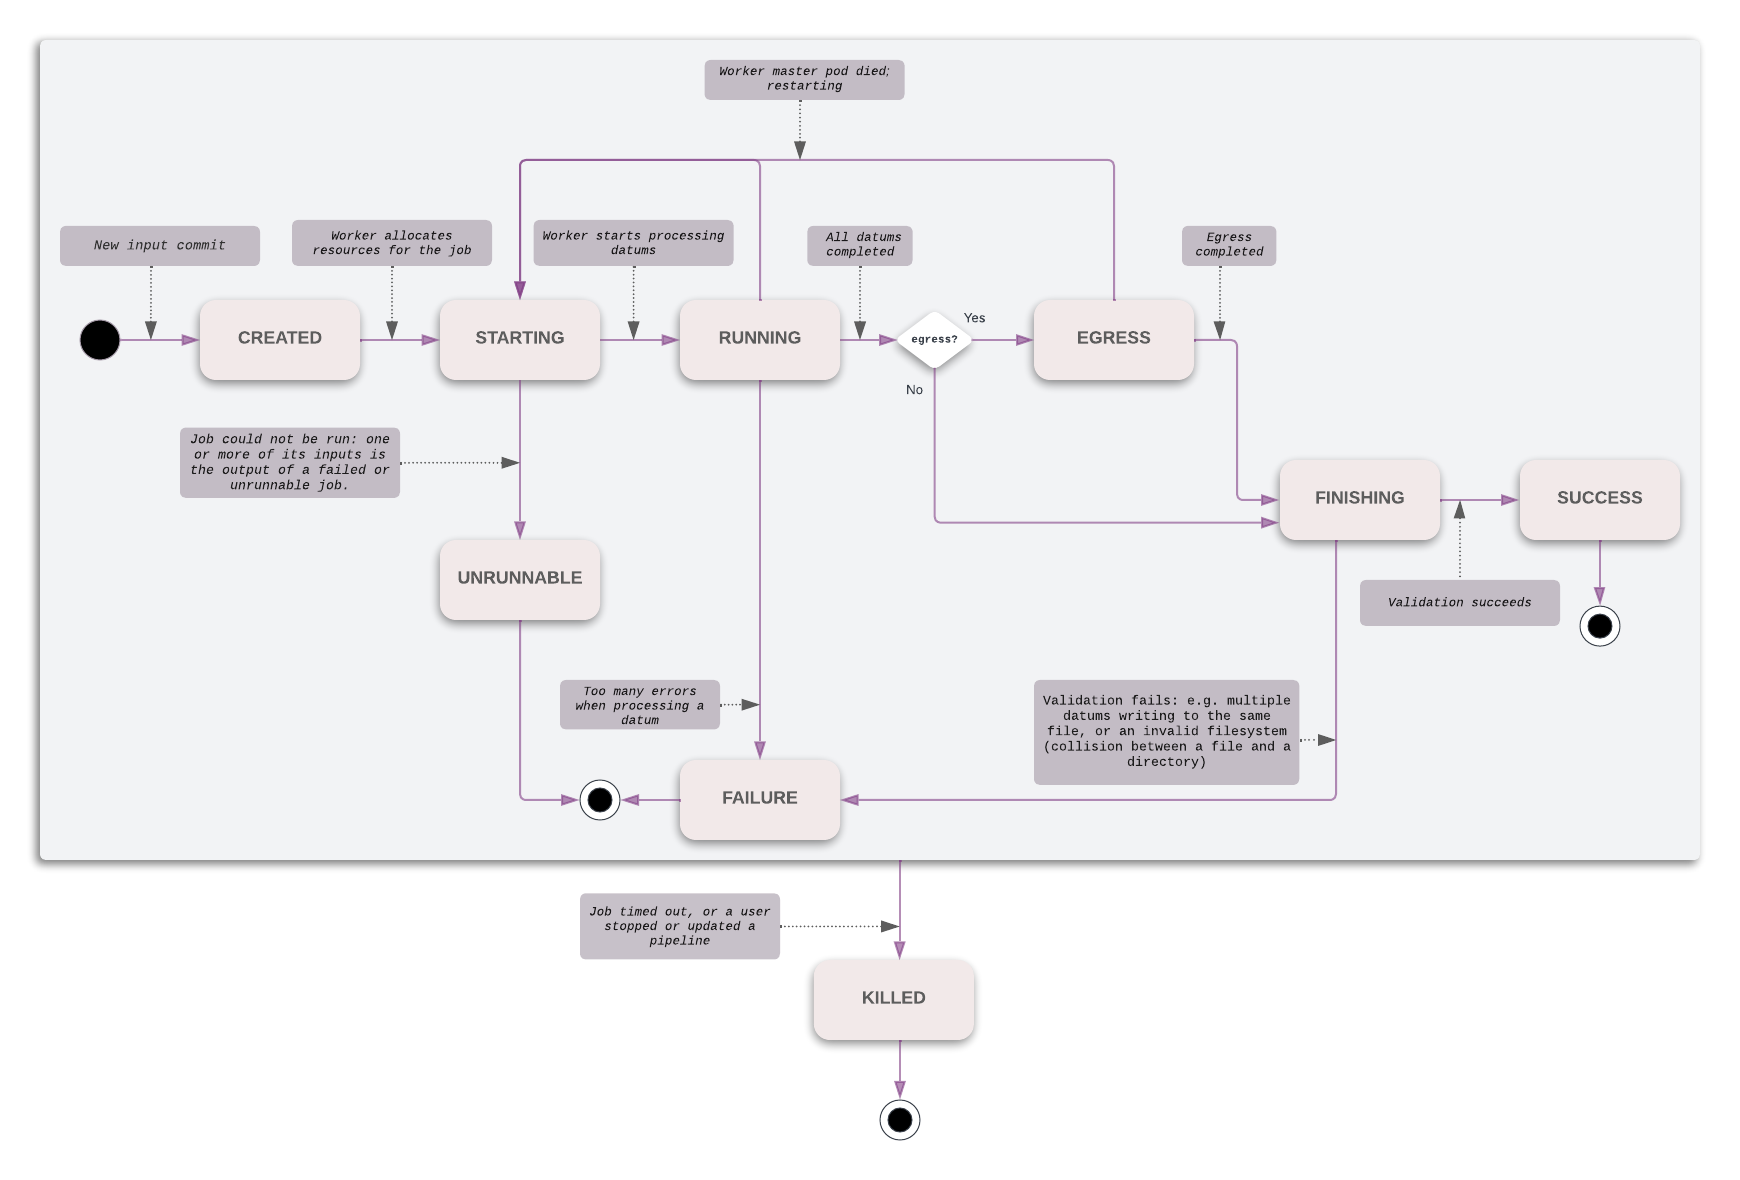 Worker master pod died;
restarting
New input commit
Worker allocates
resources for the job
Worker starts processing
datums
All datums
completed
Egress
completed
CREATED
STARTING
RUNNING
egress?
Yes
No
EGRESS
Job could not be run: one
or more of its inputs is
the output of a failed or
unrunnable job.
FINISHING
SUCCESS
UNRUNNABLE
Validation succeeds
Too many errors
when processing a
datum
Validation fails: e.g. multiple
datums writing to the same
file, or an invalid filesystem
(collision between a file and a
directory)
FAILURE
Job timed out, or a user
stopped or updated a
pipeline
KILLED